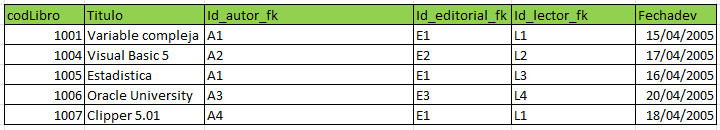 codLibro Titulo Id_autor_fk Id_editorial_fk Id_lector_fk Fechadev
1001 Variable compleja A1 E1 L1 15/04/2005
1004 Visual Basic 5 A2 E2 L2 17/04/2005
1005 Estadistica A1 E1 L3 16/04/2005
1006 Oracle University A3 E3 L4 20/04/2005
1007 Clipper 5.01 A4 E1 L1 18/04/2005